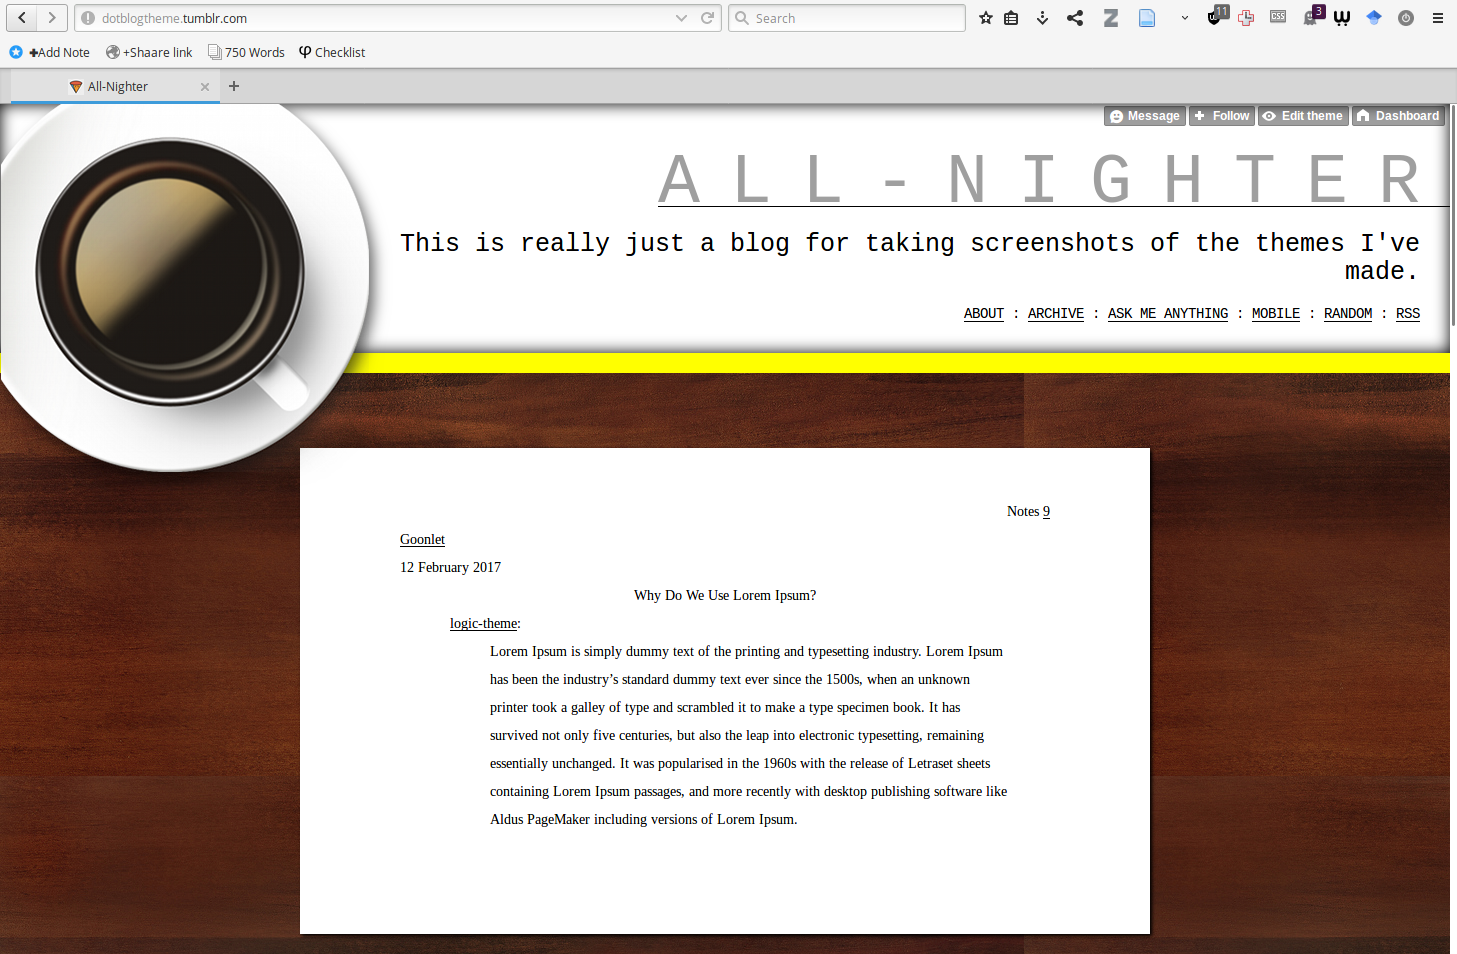 dotblogtheme.tumblr.com
Search
11
CSS
3
+Add Note
+Shaare link
750 Words
Checklist
All-Nighter
Message
Follow
Edit theme
Dashboard
ALL-NIGHTER
This is really just a blog for taking screenshots of the themes I've
made.
ABOUT : ARCHIVE : ASK ME ANYTHING : MOBILE : RANDOM : RSS
Notes 9
Goonlet
12 February 2017
Why Do We Use Lorem Ipsum?
logic-theme:
Lorem Ipsum is simply dummy text of the printing and typesetting industry. Lorem Ipsum
has been the industry’s standard dummy text ever since the 1500s, when an unknown
printer took a galley of type and scrambled it to make a type specimen book. It has
survived not only five centuries, but also the leap into electronic typesetting, remaining
essentially unchanged. It was popularised in the 1960s with the release of Letraset sheets
containing Lorem Ipsum passages, and more recently with desktop publishing software like
Aldus PageMaker including versions of Lorem Ipsum.